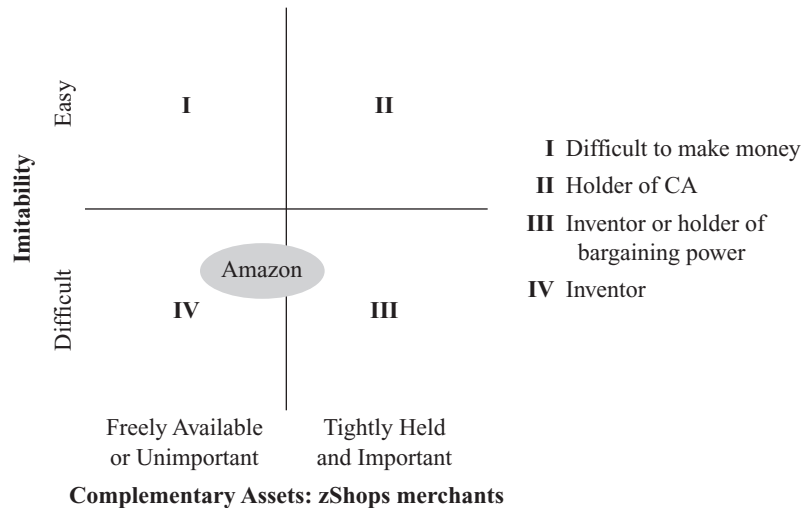 Imitability
Easy
Difficult
I
II
Amazon
IV
III
Freely Available
or Unimportant
Tightly Held
and Important
Complementary Assets: zShops merchants
I Difficult to make money
II Holder of CA
III Inventor or holder of
bargaining power
IV Inventor